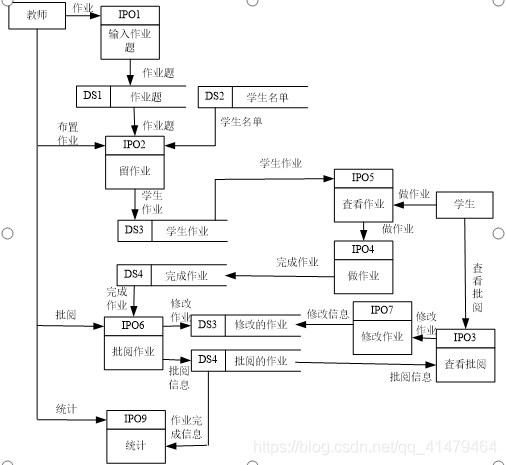 教师
作业
IPO1
输入作业
题
作业题
DS1
作业题
DS2
学生名单
作业题
学生名单
布置
作业
IPO2
留作业
学生作业
学生
作业
IPO5
查看作业
做作业
学生
DS3
学生作业
做作业
IPO4
做作业
完成作业
DS4
完成作业
查
看
批
阅
完成
作业
批阅
IPO6
批阅作业
修改
作业
DS3
修改的作业
修改信息
IPO7
修改作业
修改
作业
IPO3
查看批阅
批阅
信息
DS4
批阅的作业
批阅信息
统计
IPO9
统计
作业完
成信息
https://blog.csdn.net/qq_41479464